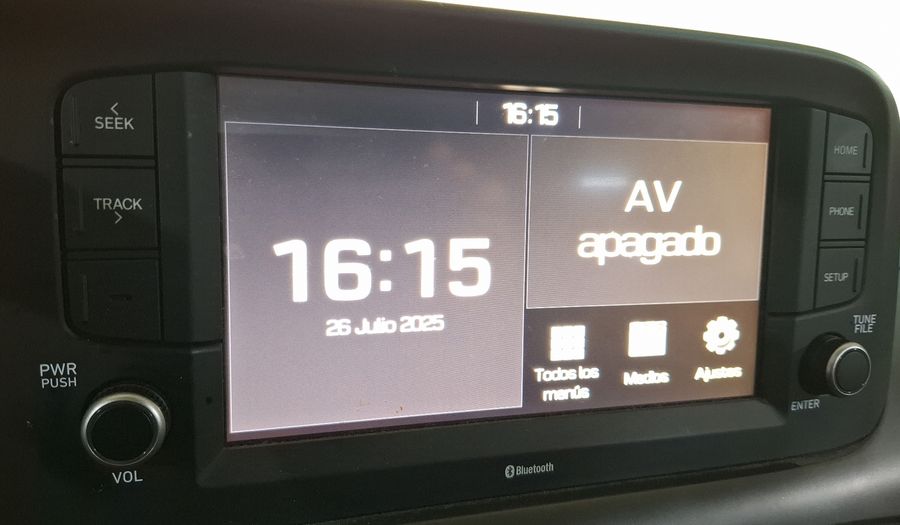 <
SEEK
TRACK
>
PWR
PUSH
VOL
16:15
16:15
26 Julio 2025
AV
apagado
Todos los
menús
Medios
Ajustes
HOME
PHONE
SETUP
TUNE
FILE
ENTER
Bluetooth